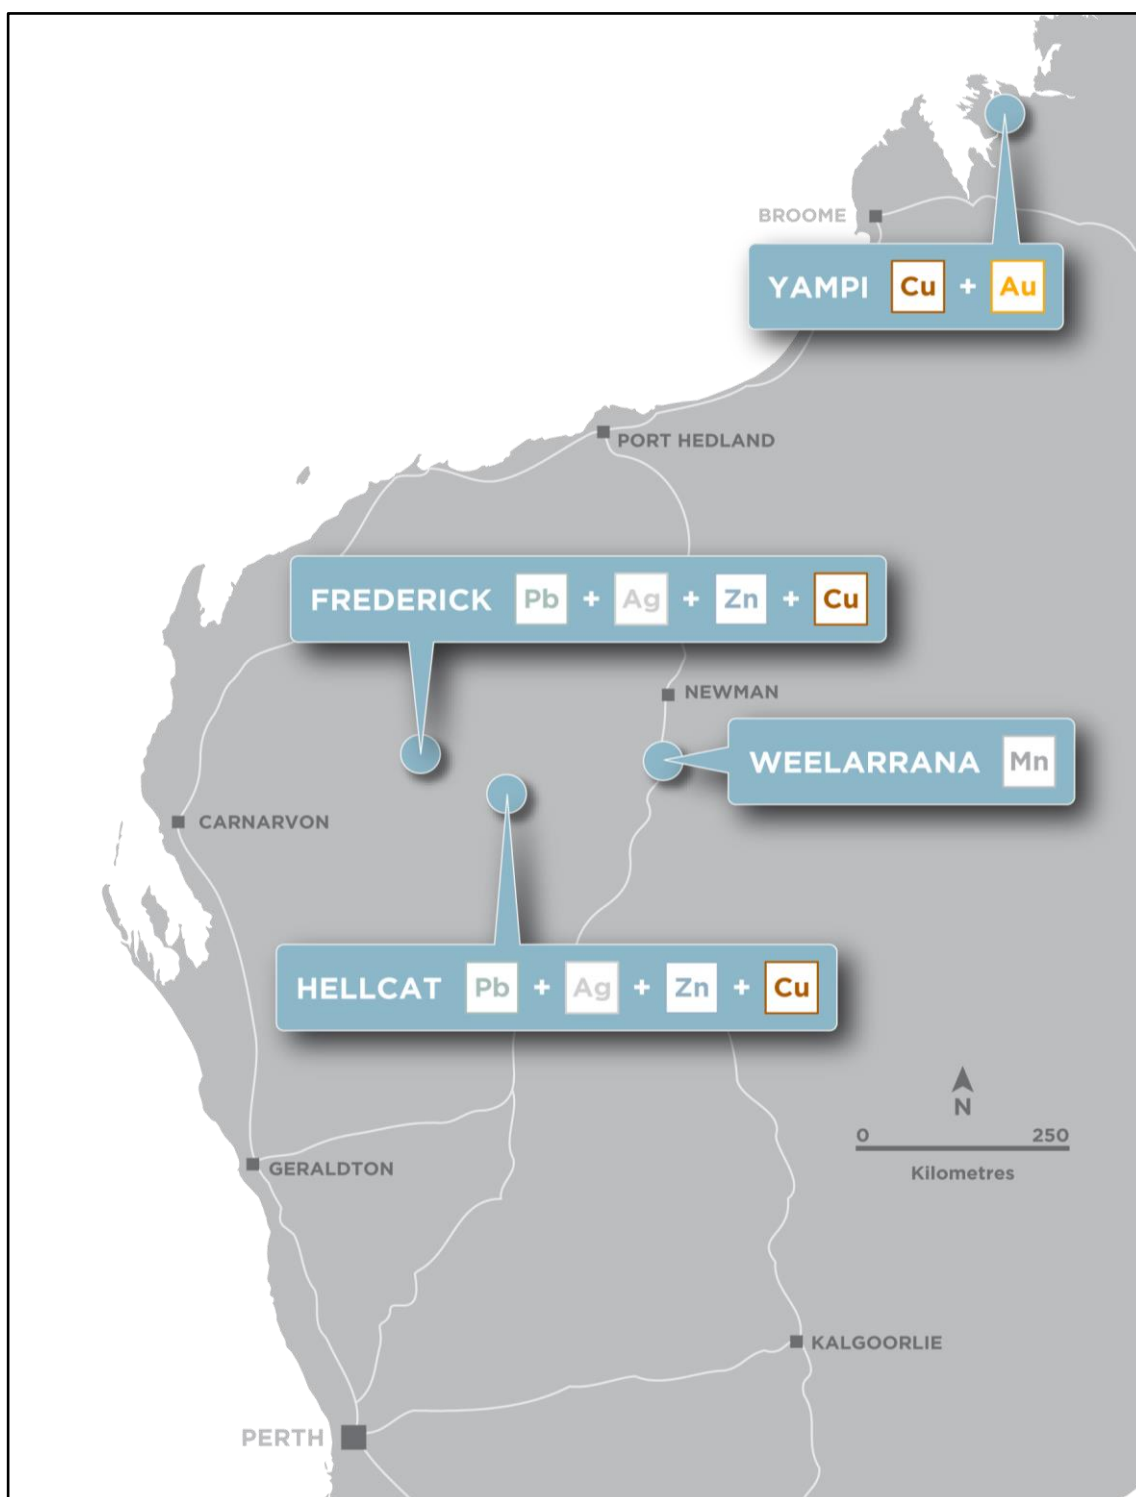 BROOME
YAMPI Cu + Au
PORT HEDLAND
FREDERICK Pb + Ag + Zn + Cu
NEWMAN
WEELARRANA Mn
CARNARVON
HELLCAT Pb + Ag + Zn + Cu
N
0 250
Kilometres
GERALDTON
KALGOORLIE
PERTH